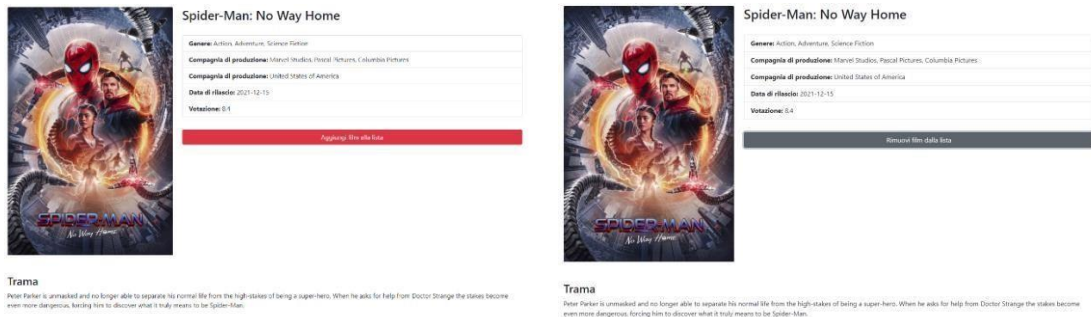 Spider-Man: No Way Home
Genere: Action, Adventure, Science Fiction
Compagnia di produzione: Marvel Studios, Pascal Pictures, Columbia Pictures
Compagnia di produzione: United States of America
Data di rilascio: 2021-12-15
Votazione: 8.4
Aggiungi film alla lista
SPIDER-MAN
No Way Home
Trama
Peter Parker is unmasked and no longer able to separate his normal life from the high-stakes of being a super-hero. When he asks for help from Doctor Strange the stakes become
even more dangerous, forcing him to discover what it truly means to be Spider-Man.
Spider-Man: No Way Home
Genere: Action, Adventure, Science Fiction
Compagnia di produzione: Marvel Studios, Pascal Pictures, Columbia Pictures
Compagnia di produzione: United States of America
Data di rilascio: 2021-12-15
Votazione: 8.4
Rimuovi film dalla lista
SPIDER-MAN
No Way Home
Trama
Peter Parker is unmasked and no longer able to separate his normal life from the high-stakes of being a super-hero. When he asks for help from Doctor Strange the stakes become
even more dangerous, forcing him to discover what it truly means to be Spider-Man.